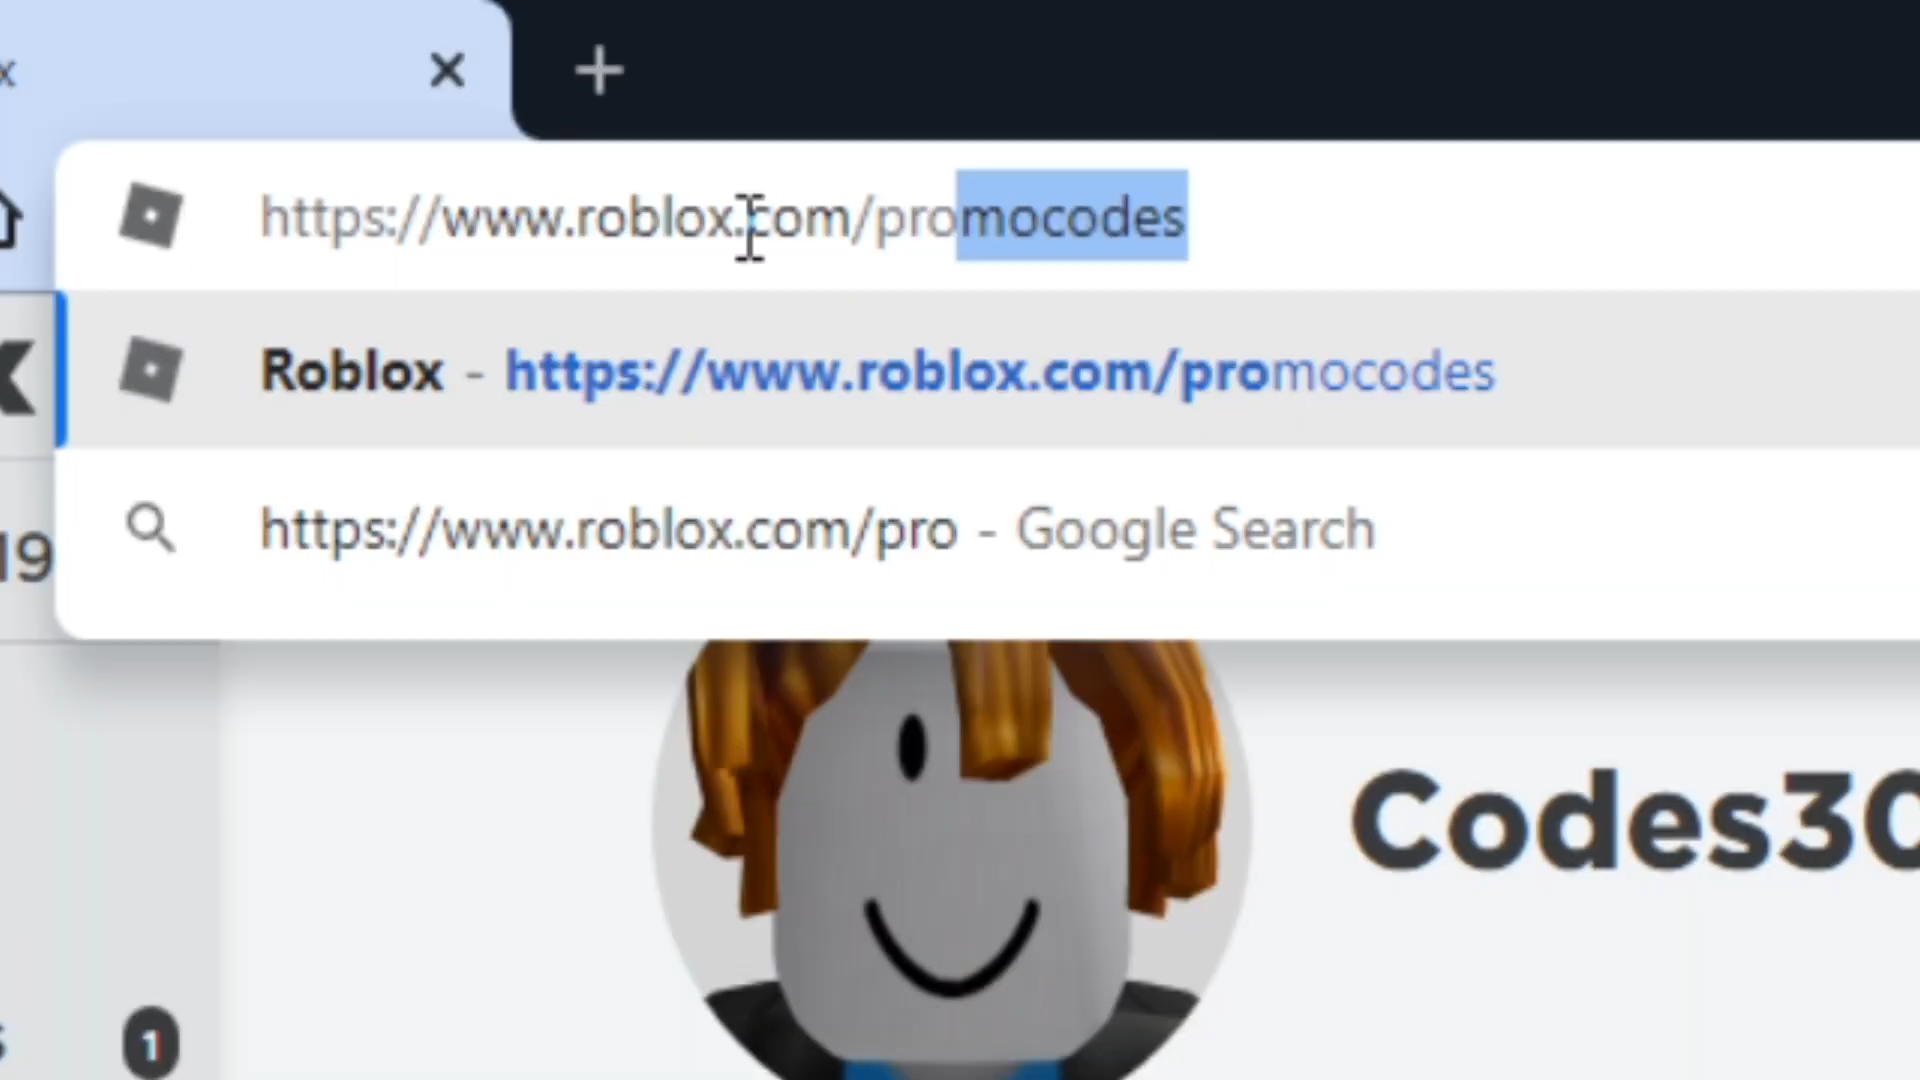 https://www.roblox.com/promocodes
Roblox - https://www.roblox.com/promocodes
https://www.roblox.com/pro - Google Search
19
Codes30
1